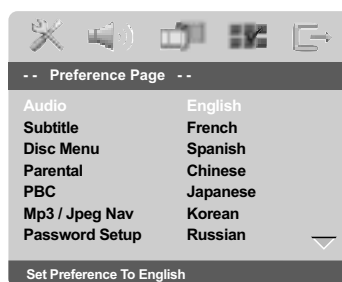 -- Preference Page --
Audio English
Subtitle French
Disc Menu Spanish
Parental Chinese
PBC Japanese
Mp3 / Jpeg Nav Korean
Password Setup Russian
Set Preference To English